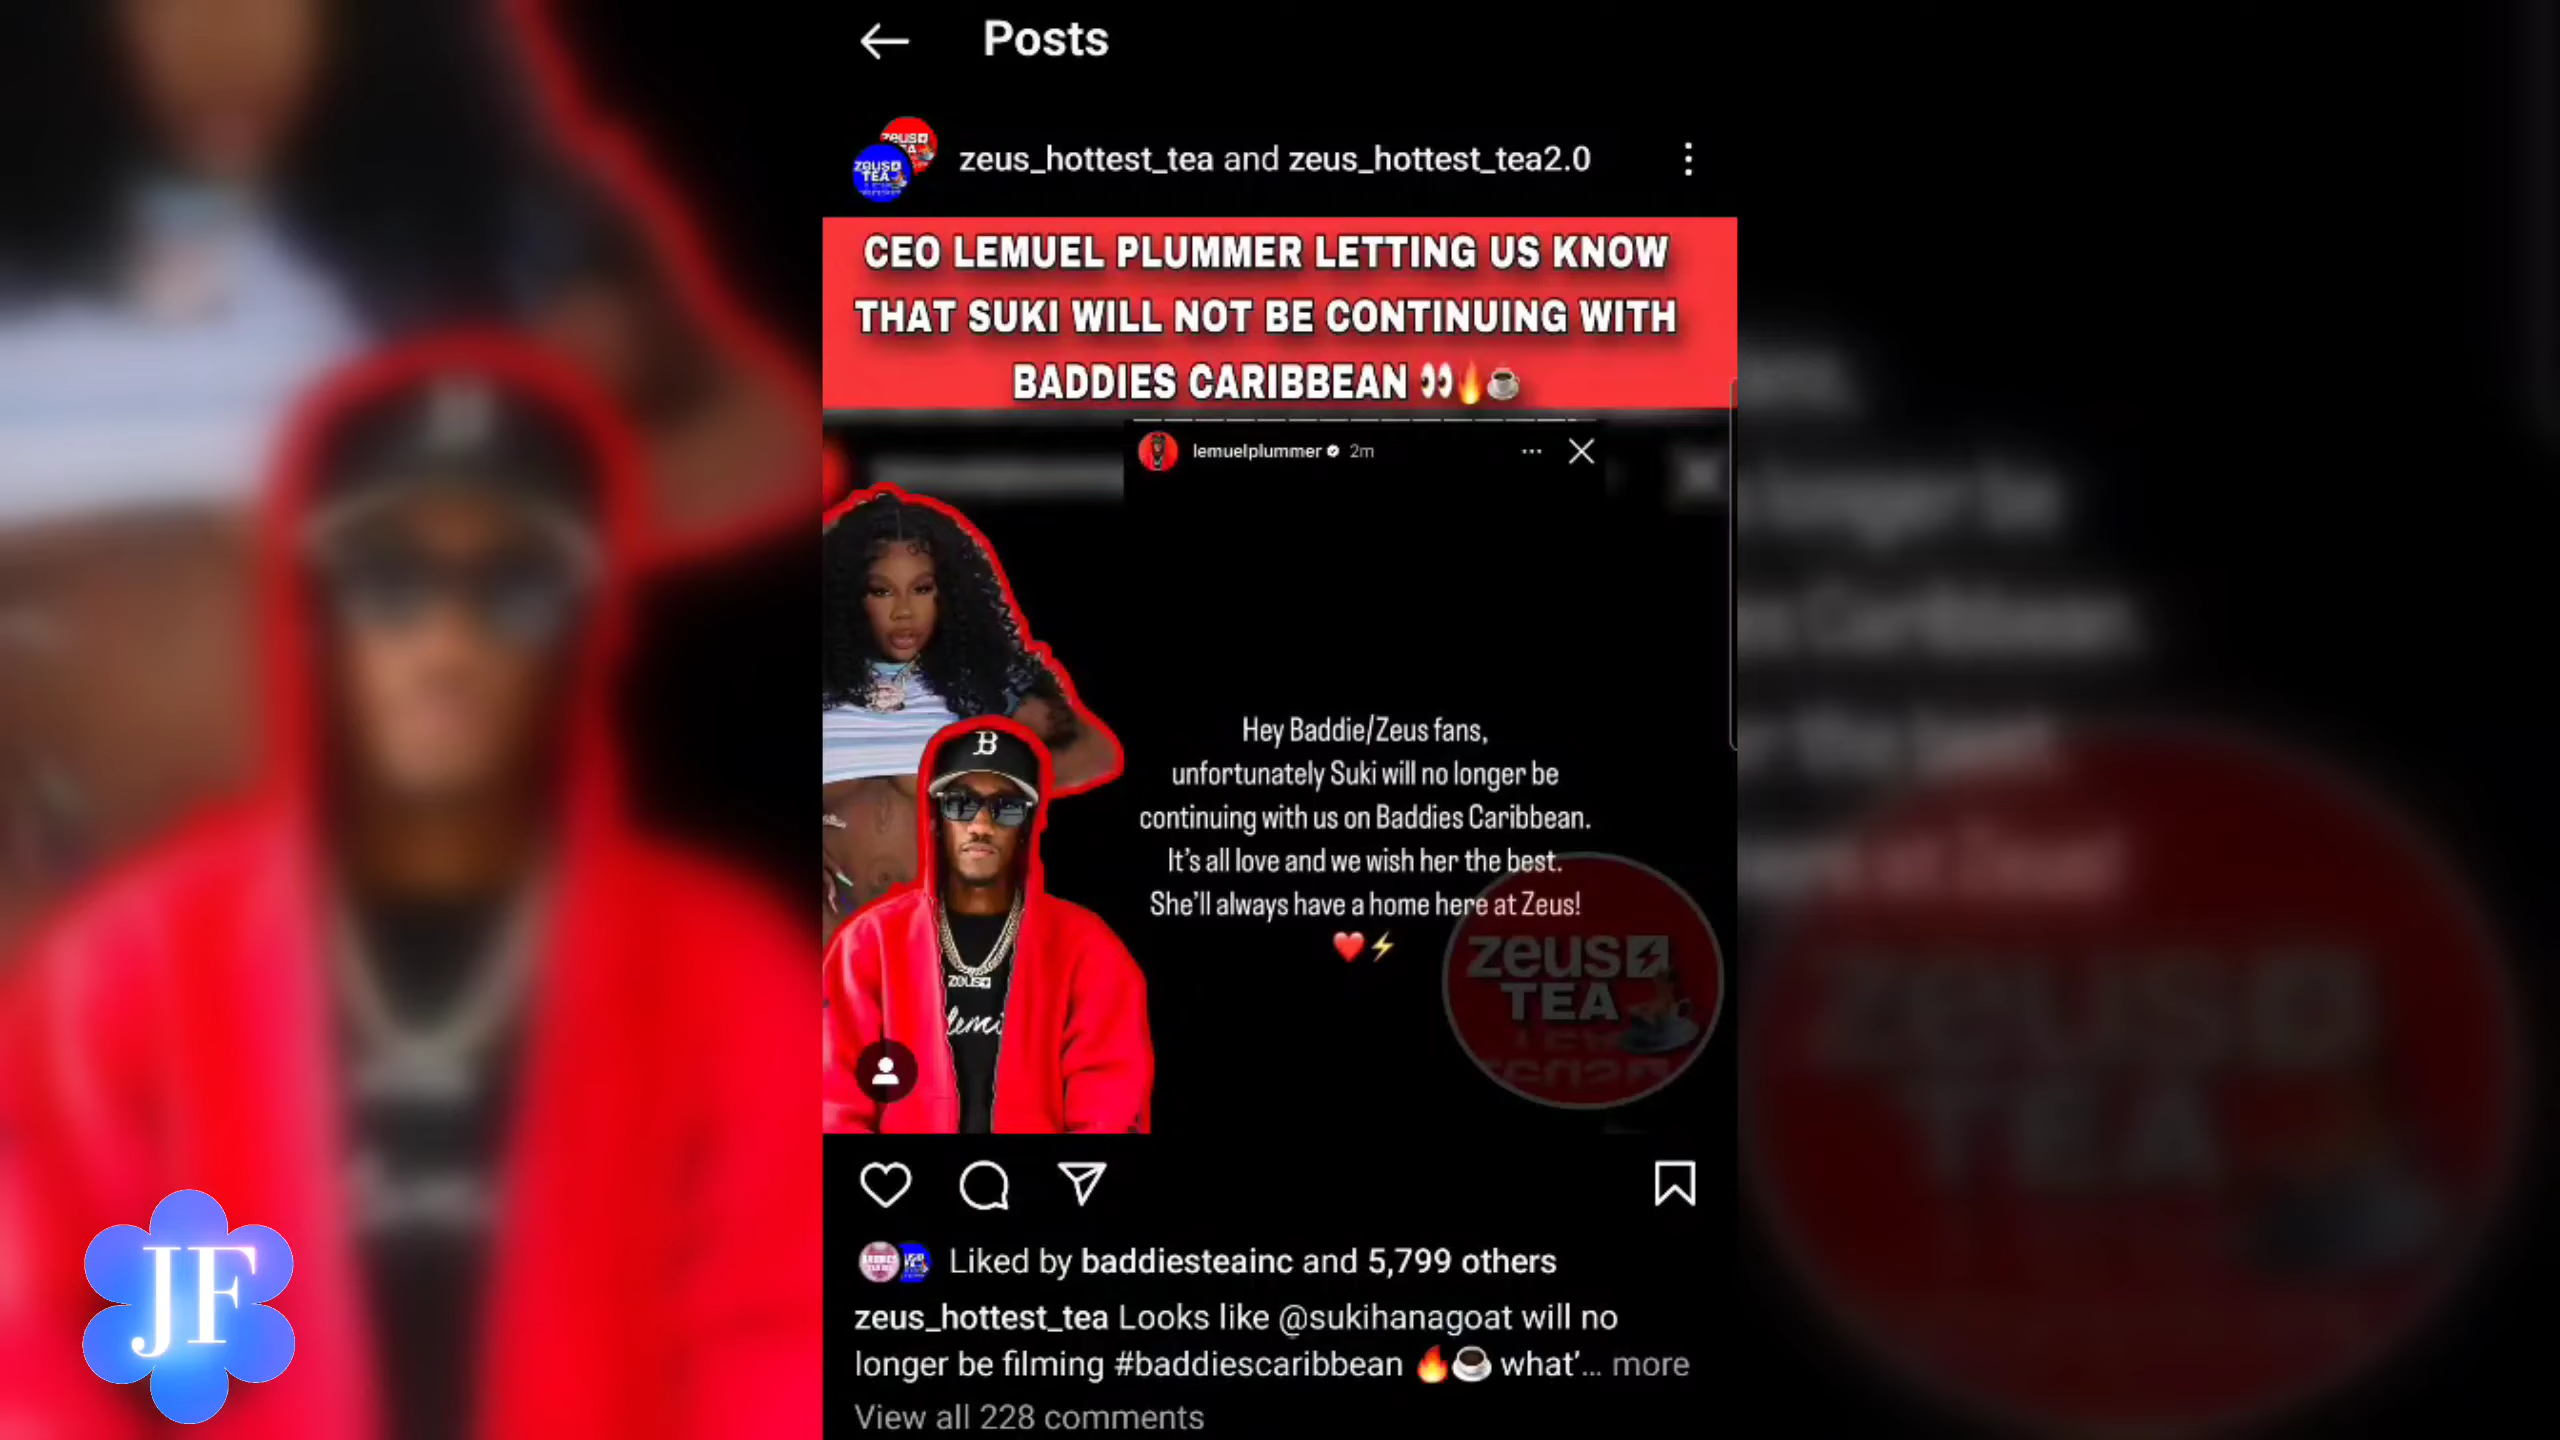 Posts
zeus_hottest_tea and zeus_hottest_tea2.0
CEO LEMUEL PLUMMER LETTING US KNOW
THAT SUKI WILL NOT BE CONTINUING WITH
BADDIES CARIBBEAN 👀🔥☕
lemuelplummer 2m
Hey Baddie/Zeus fans,
unfortunately Suki will no longer be
continuing with us on Baddies Caribbean.
It's all love and we wish her the best.
She'll always have a home here at Zeus!
❤️⚡
B
zeus
zeus
TEA
JF
Liked by baddiesteainc and 5,799 others
zeus_hottest_tea Looks like @sukihanagoat will no
longer be filming #baddiescaribbean 🔥☕ what'... more
View all 228 comments